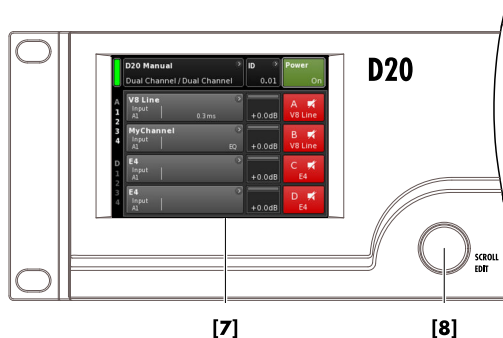 D20 Manual
ID
Power
Dual Channel / Dual Channel
0.01
On
A
1
2
3
4
V8 Line
Input
A1
0.3 ms
+0.0dB
A
V8 Line
MyChannel
Input
A1
EQ
+0.0dB
B
V8 Line
D
1
2
3
4
E4
Input
A1
+0.0dB
C
E4
E4
Input
A1
+0.0dB
D
E4
D20
SCROLL
EDIT
[7]
[8]